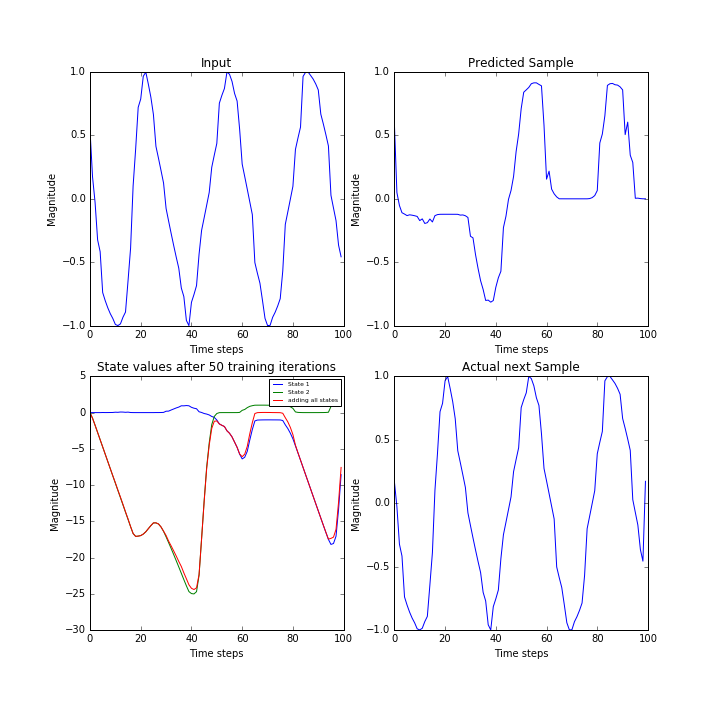 Input
Magnitude
1.0
0.5
0.0
−0.5
−1.0
0 20 40 60 80 100
Time steps
Predicted Sample
Magnitude
1.0
0.5
0.0
−0.5
−1.0
0 20 40 60 80 100
Time steps
State values after 50 training iterations
Magnitude
5
0
−5
−10
−15
−20
−25
−30
0 20 40 60 80 100
Time steps
State 1
State 2
adding all states
Actual next Sample
Magnitude
1.0
0.5
0.0
−0.5
−1.0
0 20 40 60 80 100
Time steps